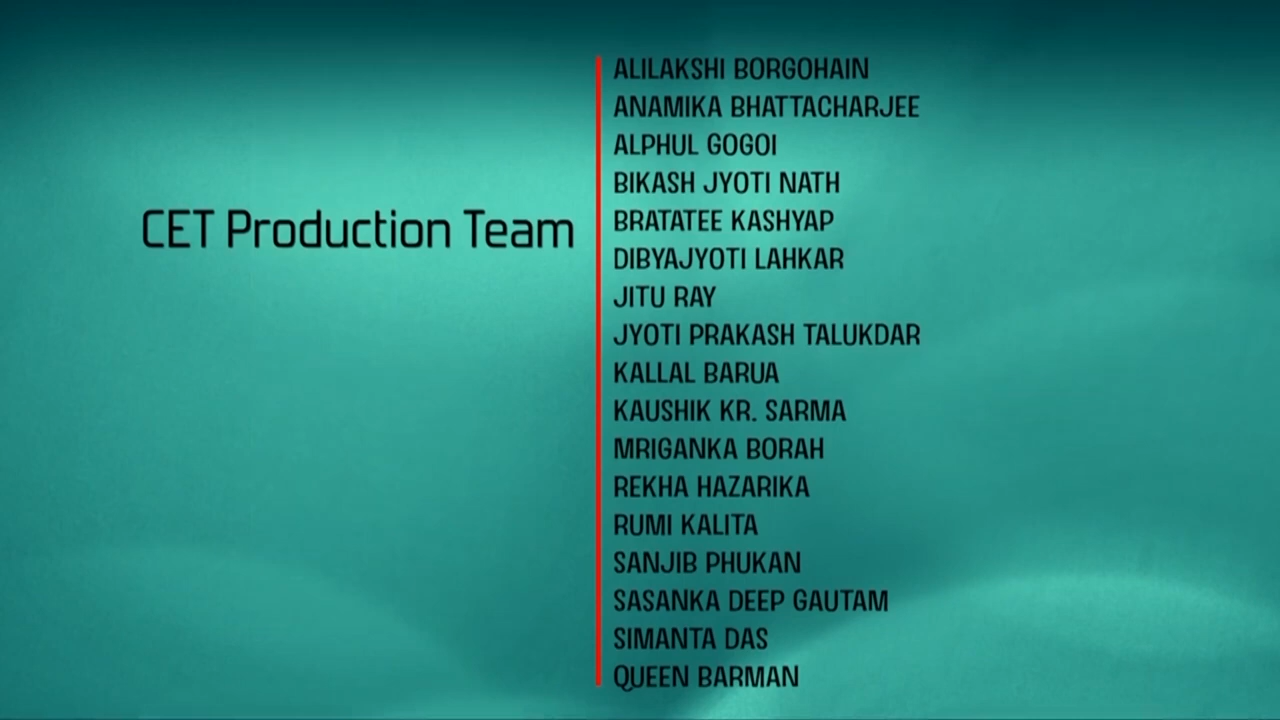 CET Production Team
ALILAKSHI BORGOHAIN
ANAMIKA BHATTACHARJEE
ALPHUL GOGOI
BIKASH JYOTI NATH
BRATATEE KASHYAP
DIBYAJYOTI LAHKAR
JITU RAY
JYOTI PRAKASH TALUKDAR
KALLAL BARUA
KAUSHIK KR. SARMA
MRIGANKA BORAH
REKHA HAZARIKA
RUMI KALITA
SANJIB PHUKAN
SASANKA DEEP GAUTAM
SIMANTA DAS
QUEEN BARMAN